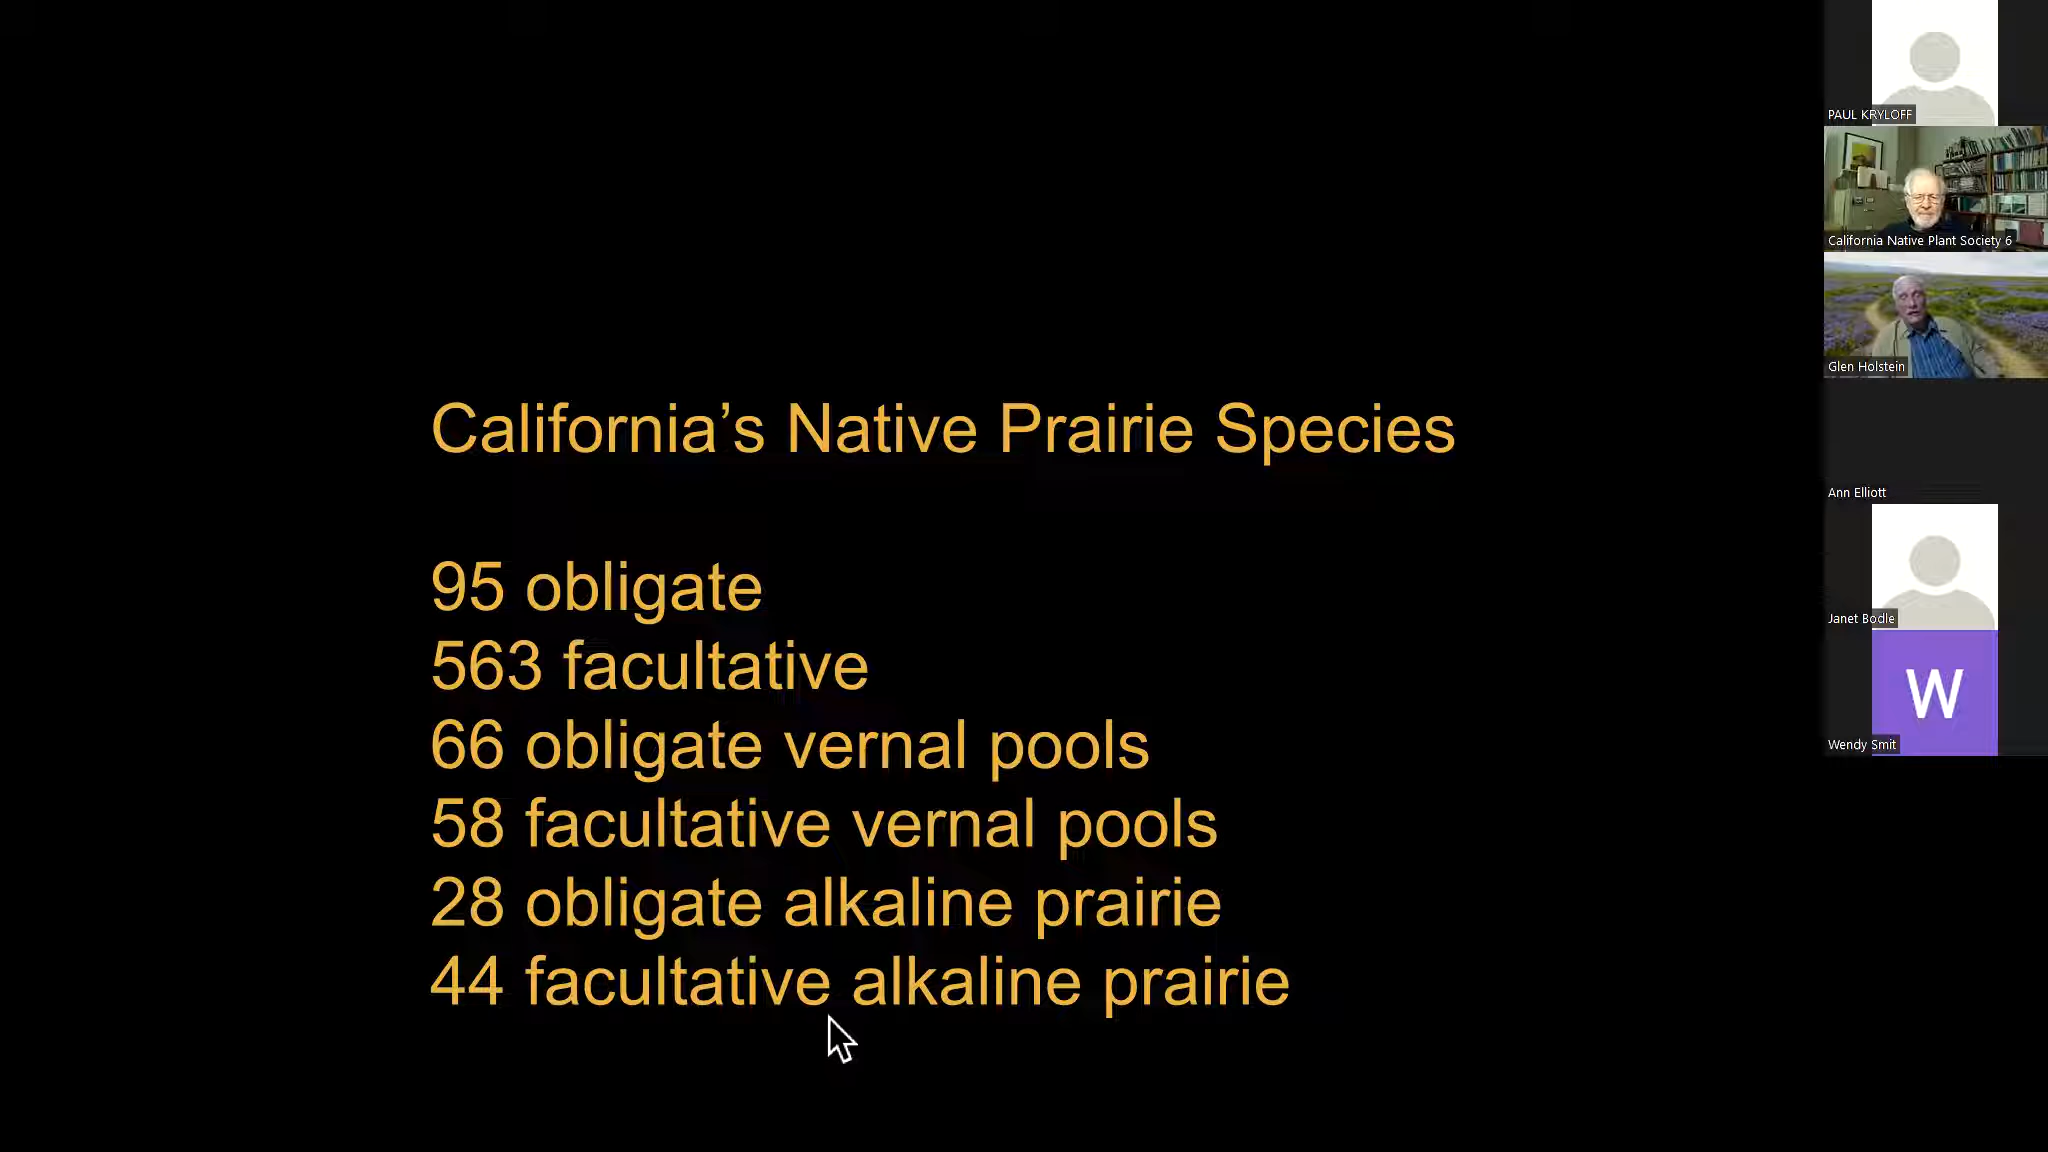 California’s Native Prairie Species
95 obligate
563 facultative
66 obligate vernal pools
58 facultative vernal pools
28 obligate alkaline prairie
44 facultative alkaline prairie
PAUL KRYLOFF
California Native Plant Society 6
Glen Holstein
Ann Elliott
Janet Bodle
W
Wendy Smit